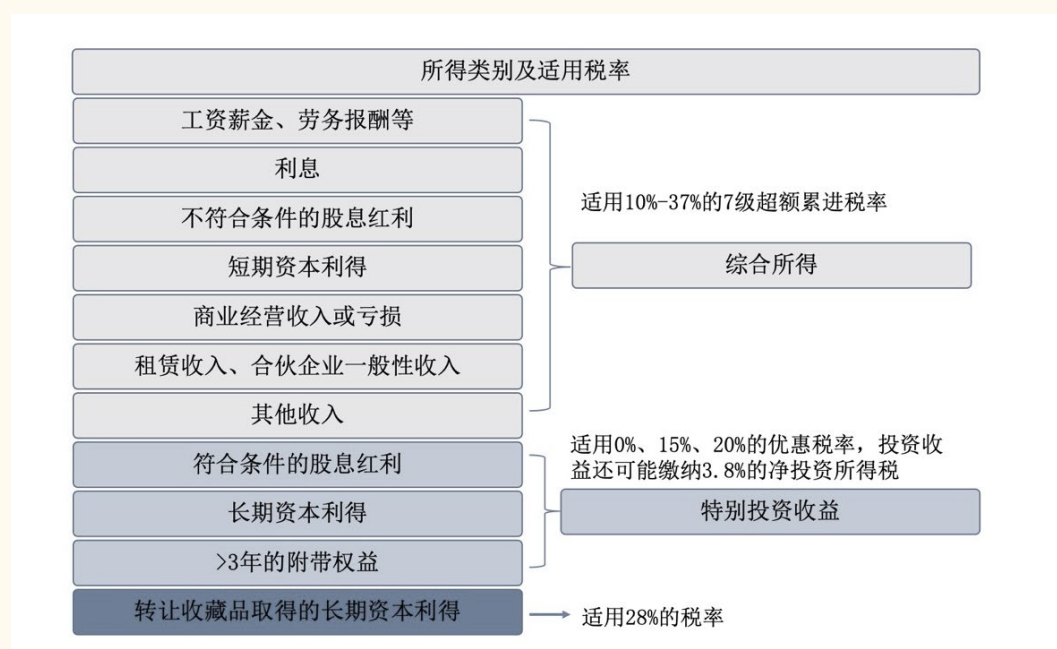 所得类别及适用税率
工资薪金、劳务报酬等
利息
不符合条件的股息红利
短期资本利得
商业经营收入或亏损
租赁收入、合伙企业一般性收入
其他收入
适用10%-37%的7级超额累进税率
综合所得
符合条件的股息红利
长期资本利得
>3年的附带权益
适用0%、15%、20%的优惠税率，投资收
益还可能缴纳3.8%的净投资所得税
特别投资收益
转让收藏品取得的长期资本利得
适用28%的税率